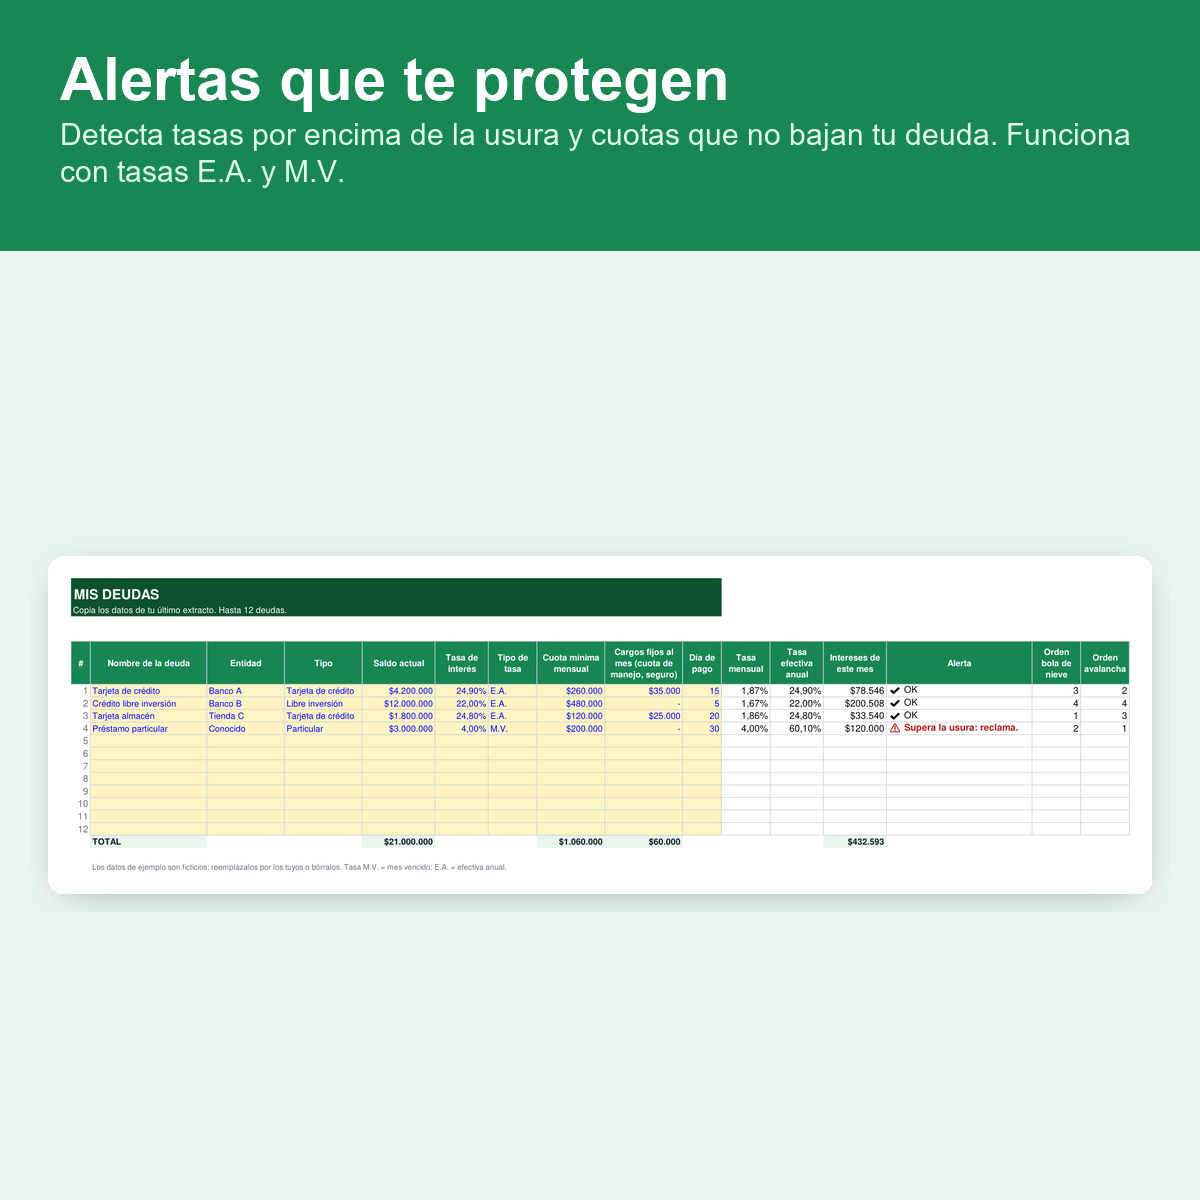 Alertas que te protegen
Detecta tasas por encima de la usura y cuotas que no bajan tu deuda. Funciona
con tasas E.A. y M.V.
MIS DEUDAS
Copia los datos de tu último extracto. Hasta 12 deudas.
# Nombre de la deuda Entidad Tipo Saldo actual Tasa de interés Tipo de tasa Cuota mínima mensual Cargos fijos al mes (cuota de manejo, seguro) Día de pago Tasa mensual Tasa efectiva anual Intereses de este mes Alerta Orden bola de nieve Orden avalancha
1 Tarjeta de crédito Banco A Tarjeta de crédito $4.200.000 24,90% E.A. $260.000 $35.000 15 1,87% 24,90% $78.546 ✔ OK 3 2
2 Crédito libre inversión Banco B Libre inversión $12.000.000 22,00% E.A. $480.000 - 5 1,67% 22,00% $200.508 ✔ OK 4 4
3 Tarjeta almacén Tienda C Tarjeta de crédito $1.800.000 24,80% E.A. $120.000 $25.000 20 1,86% 24,80% $33.540 ✔ OK 1 3
4 Préstamo particular Conocido Particular $3.000.000 4,00% M.V. $200.000 - 30 4,00% 60,10% $120.000 ⚠ Supera la usura: reclama. 2 1
5
6
7
8
9
10
11
12
TOTAL $21.000.000 $1.060.000 $60.000 $432.593
Los datos de ejemplo son ficticios: reemplázalos por los tuyos o bórralos. Tasa M.V. = mes vencido; E.A. = efectiva anual.